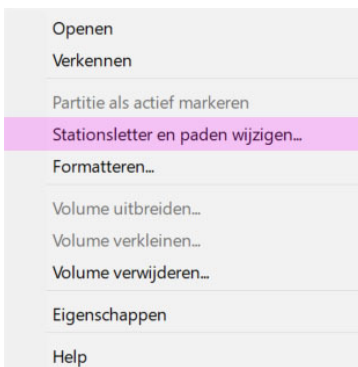 Openen
Verkennen
Partitie als actief markeren
Stationsletter en paden wijzigen...
Formatteren...
Volume uitbreiden...
Volume verkleinen...
Volume verwijderen...
Eigenschappen
Help